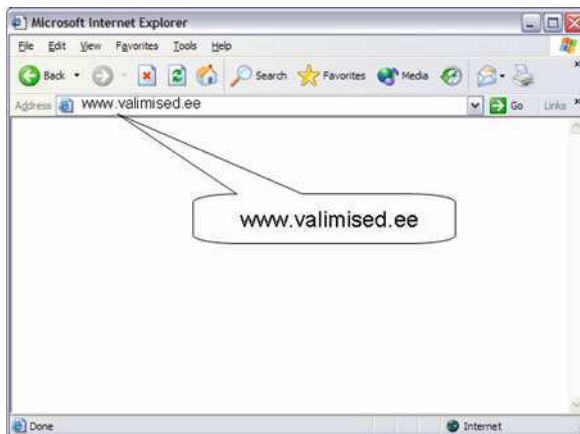 Microsoft Internet Explorer
File Edit View Favorites Tools Help
Back Search Favorites Media
Address www.valimised.ee Go Links
www.valimised.ee
Done Internet